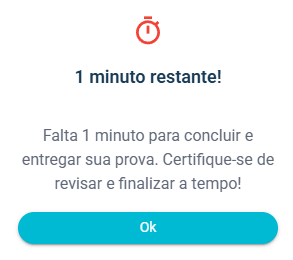 1 minuto restante!
Falta 1 minuto para concluir e
entregar sua prova. Certifique-se de
revisar e finalizar a tempo!
Ok